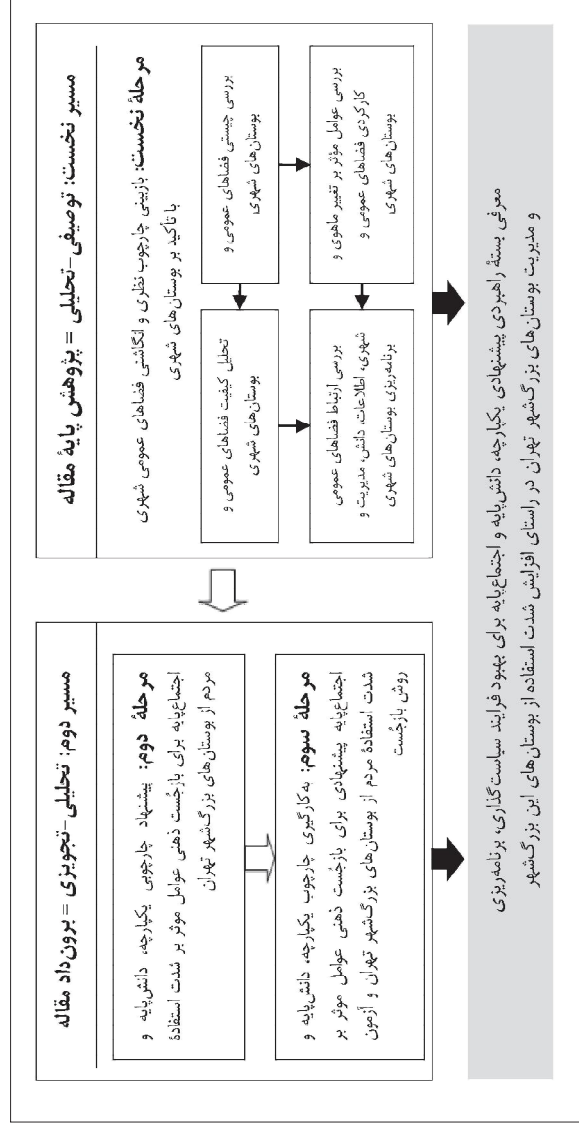 مسیر نخست: توصیفی-تحلیلی = پژوهش پایهٔ مقاله
مرحلهٔ نخست: بازبینی چارچوب نظری و انگاشتی فضاهای عمومی شهری
با تاکید بر بوستان‌های شهری
بررسی چیستی فضاهای عمومی و
بوستان‌های شهری
تحلیل کیفیت فضاهای عمومی و
بوستان‌های شهری
بررسی عوامل مؤثر بر تغییر ماهوی و
کارکردی فضاهای عمومی و
بوستان‌های شهری
بررسی ارتباط فضاهای عمومی
شهری، اطلاعات، دانش، مدیریت و
برنامه‌ریزی بوستان‌های شهری
مسیر دوم: تحلیلی-تجویزی = برون‌داد مقاله
مرحلهٔ دوم: پیشنهاد چارچوبی یکپارچه، دانش‌پایه و
اجتماع‌پایه برای بازجُست ذهنی عوامل موثر بر شدت استفادهٔ
مردم از بوستان‌های بزرگ‌شهر تهران
مرحلهٔ سوم: به‌کارگیری چارچوب یکپارچه، دانش‌پایه و
اجتماع‌پایه پیشنهادی برای بازجُست ذهنی عوامل موثر بر
شدت استفادهٔ مردم از بوستان‌های بزرگ‌شهر تهران و آزمون
روش بازجُست
معرفی بستهٔ راهبردی پیشنهادی یکپارچه، دانش‌پایه و اجتماع‌پایه برای بهبود فرایند سیاست‌گذاری، برنامه‌ریزی
و مدیریت بوستان‌های بزرگ‌شهر تهران در راستای افزایش شدت استفاده از بوستان‌های این بزرگ‌شهر